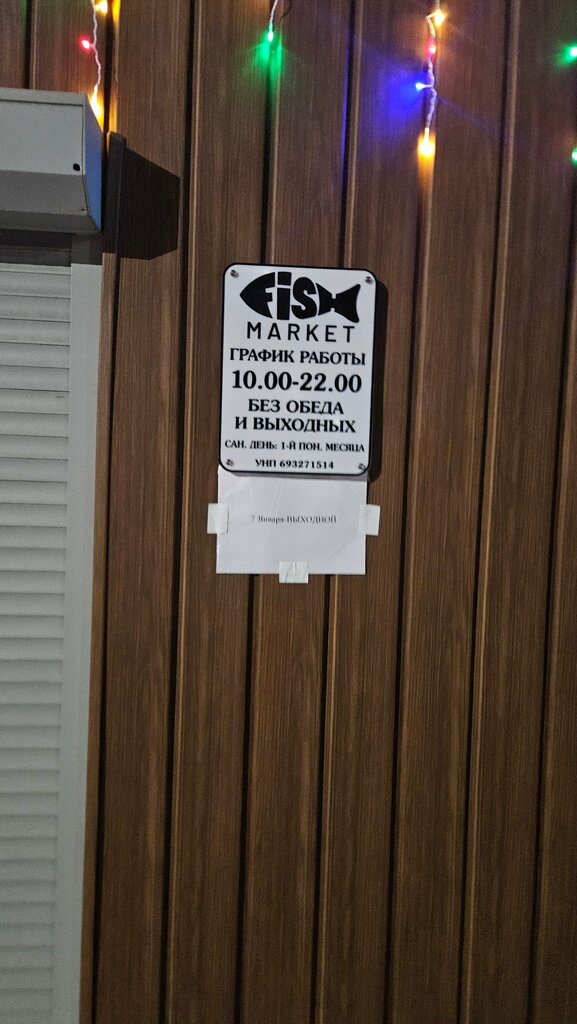 FISH
MARKET
ГРАФИК РАБОТЫ
10.00-22.00
БЕЗ ОБЕДА
И ВЫХОДНЫХ
САН. ДЕНЬ: 1-Й ПОН. МЕСЯЦА
УНП 693271514
7 Января-ВЫХОДНОЙ